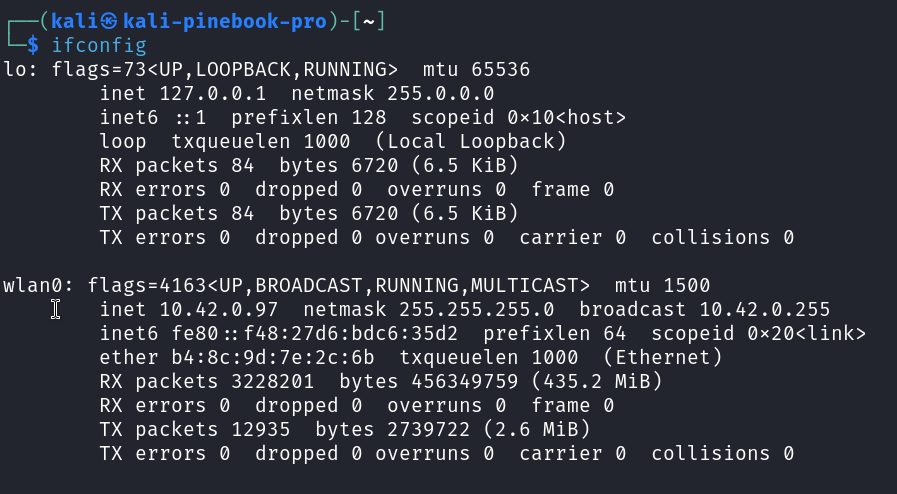 ┌──(kali㉿kali-pinebook-pro)-[~]
└─$ ifconfig
lo: flags=73<UP,LOOPBACK,RUNNING>  mtu 65536
        inet 127.0.0.1  netmask 255.0.0.0
        inet6 ::1  prefixlen 128  scopeid 0×10<host>
        loop  txqueuelen 1000  (Local Loopback)
        RX packets 84  bytes 6720 (6.5 KiB)
        RX errors 0  dropped 0  overruns 0  frame 0
        TX packets 84  bytes 6720 (6.5 KiB)
        TX errors 0  dropped 0 overruns 0  carrier 0  collisions 0

wlan0: flags=4163<UP,BROADCAST,RUNNING,MULTICAST>  mtu 1500
        inet 10.42.0.97  netmask 255.255.255.0  broadcast 10.42.0.255
        inet6 fe80::f48:27d6:bdc6:35d2  prefixlen 64  scopeid 0×20<link>
        ether b4:8c:9d:7e:2c:6b  txqueuelen 1000  (Ethernet)
        RX packets 3228201  bytes 456349759 (435.2 MiB)
        RX errors 0  dropped 0  overruns 0  frame 0
        TX packets 12935  bytes 2739722 (2.6 MiB)
        TX errors 0  dropped 0 overruns 0  carrier 0  collisions 0